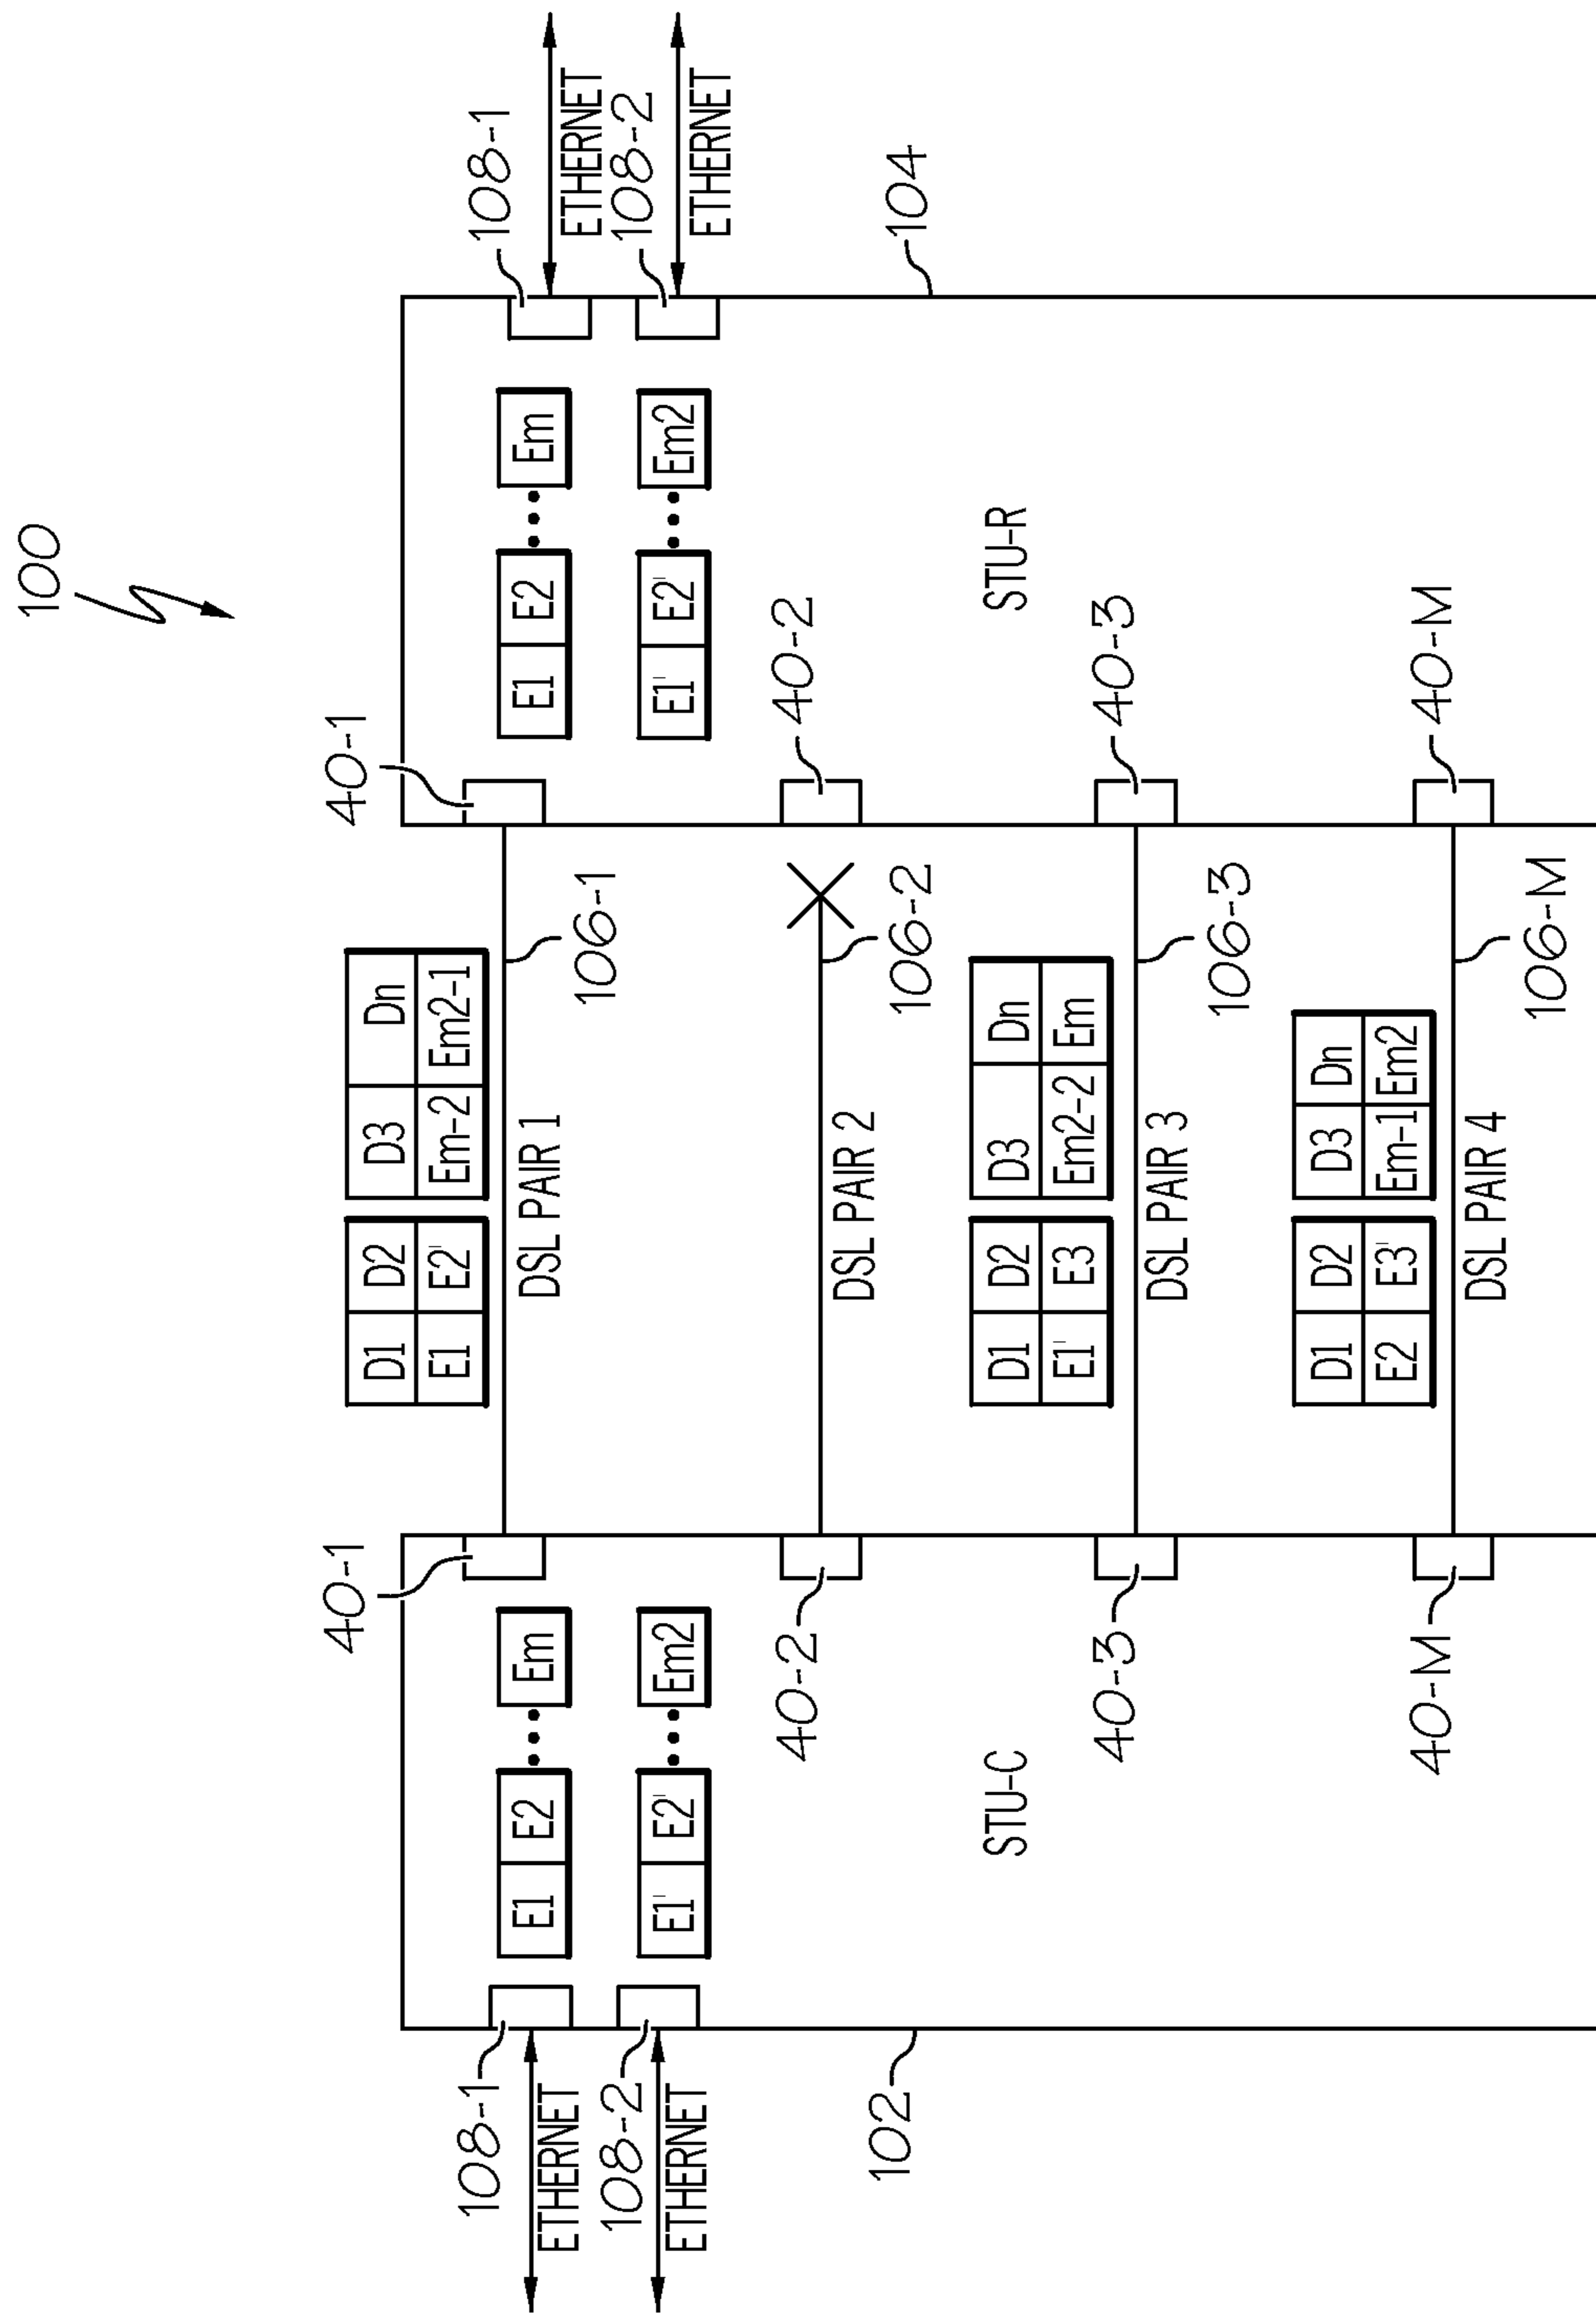 100
40-1
40-1
108-1
ETHERNET
108-2
ETHERNET
108-1
ETHERNET
108-2
ETHERNET
E1 E2 Em
E1' E2' Em2
D1 D2 D3 Dn
E1 E2' Em-2 Em2-1
DSL PAIR 1
106-1
E1 E2 Em
E1' E2' Em2
40-2
40-2
DSL PAIR 2
106-2
102
104
STU-C
STU-R
D1 D2 D3 Dn
E1' E3 Em2-2 Em
40-3
40-3
DSL PAIR 3
106-3
D1 D2 D3 Dn
E2 E3' Em-1 Em2
40-M
40-M
DSL PAIR 4
106-M